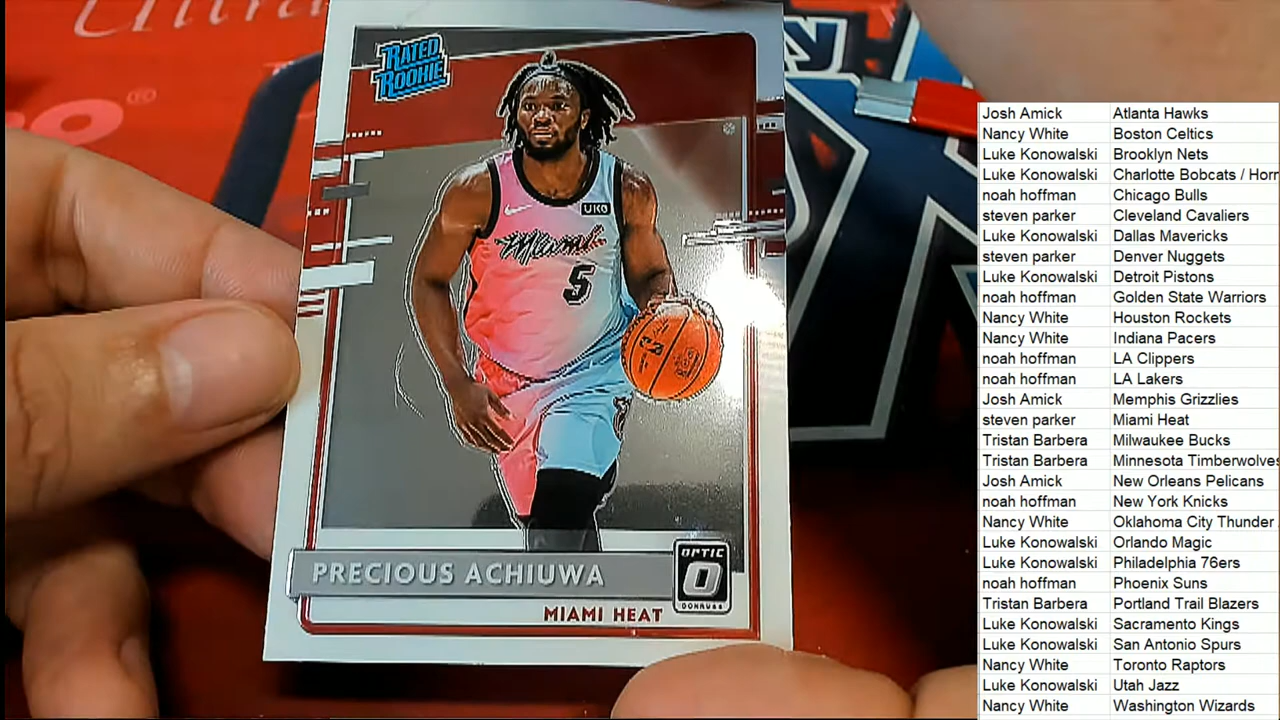 Ultra
®
RATED
ROOKIE
UKG
Miami
5
PRECIOUS ACHIUWA
OPTIC
DONRUSS
MIAMI HEAT
Josh Amick Atlanta Hawks
Nancy White Boston Celtics
Luke Konowalski Brooklyn Nets
Luke Konowalski Charlotte Bobcats / Horn
noah hoffman Chicago Bulls
steven parker Cleveland Cavaliers
Luke Konowalski Dallas Mavericks
steven parker Denver Nuggets
Luke Konowalski Detroit Pistons
noah hoffman Golden State Warriors
Nancy White Houston Rockets
Nancy White Indiana Pacers
noah hoffman LA Clippers
noah hoffman LA Lakers
Josh Amick Memphis Grizzlies
steven parker Miami Heat
Tristan Barbera Milwaukee Bucks
Tristan Barbera Minnesota Timberwolves
Josh Amick New Orleans Pelicans
noah hoffman New York Knicks
Nancy White Oklahoma City Thunder
Luke Konowalski Orlando Magic
Luke Konowalski Philadelphia 76ers
noah hoffman Phoenix Suns
Tristan Barbera Portland Trail Blazers
Luke Konowalski Sacramento Kings
Luke Konowalski San Antonio Spurs
Nancy White Toronto Raptors
Luke Konowalski Utah Jazz
Nancy White Washington Wizards